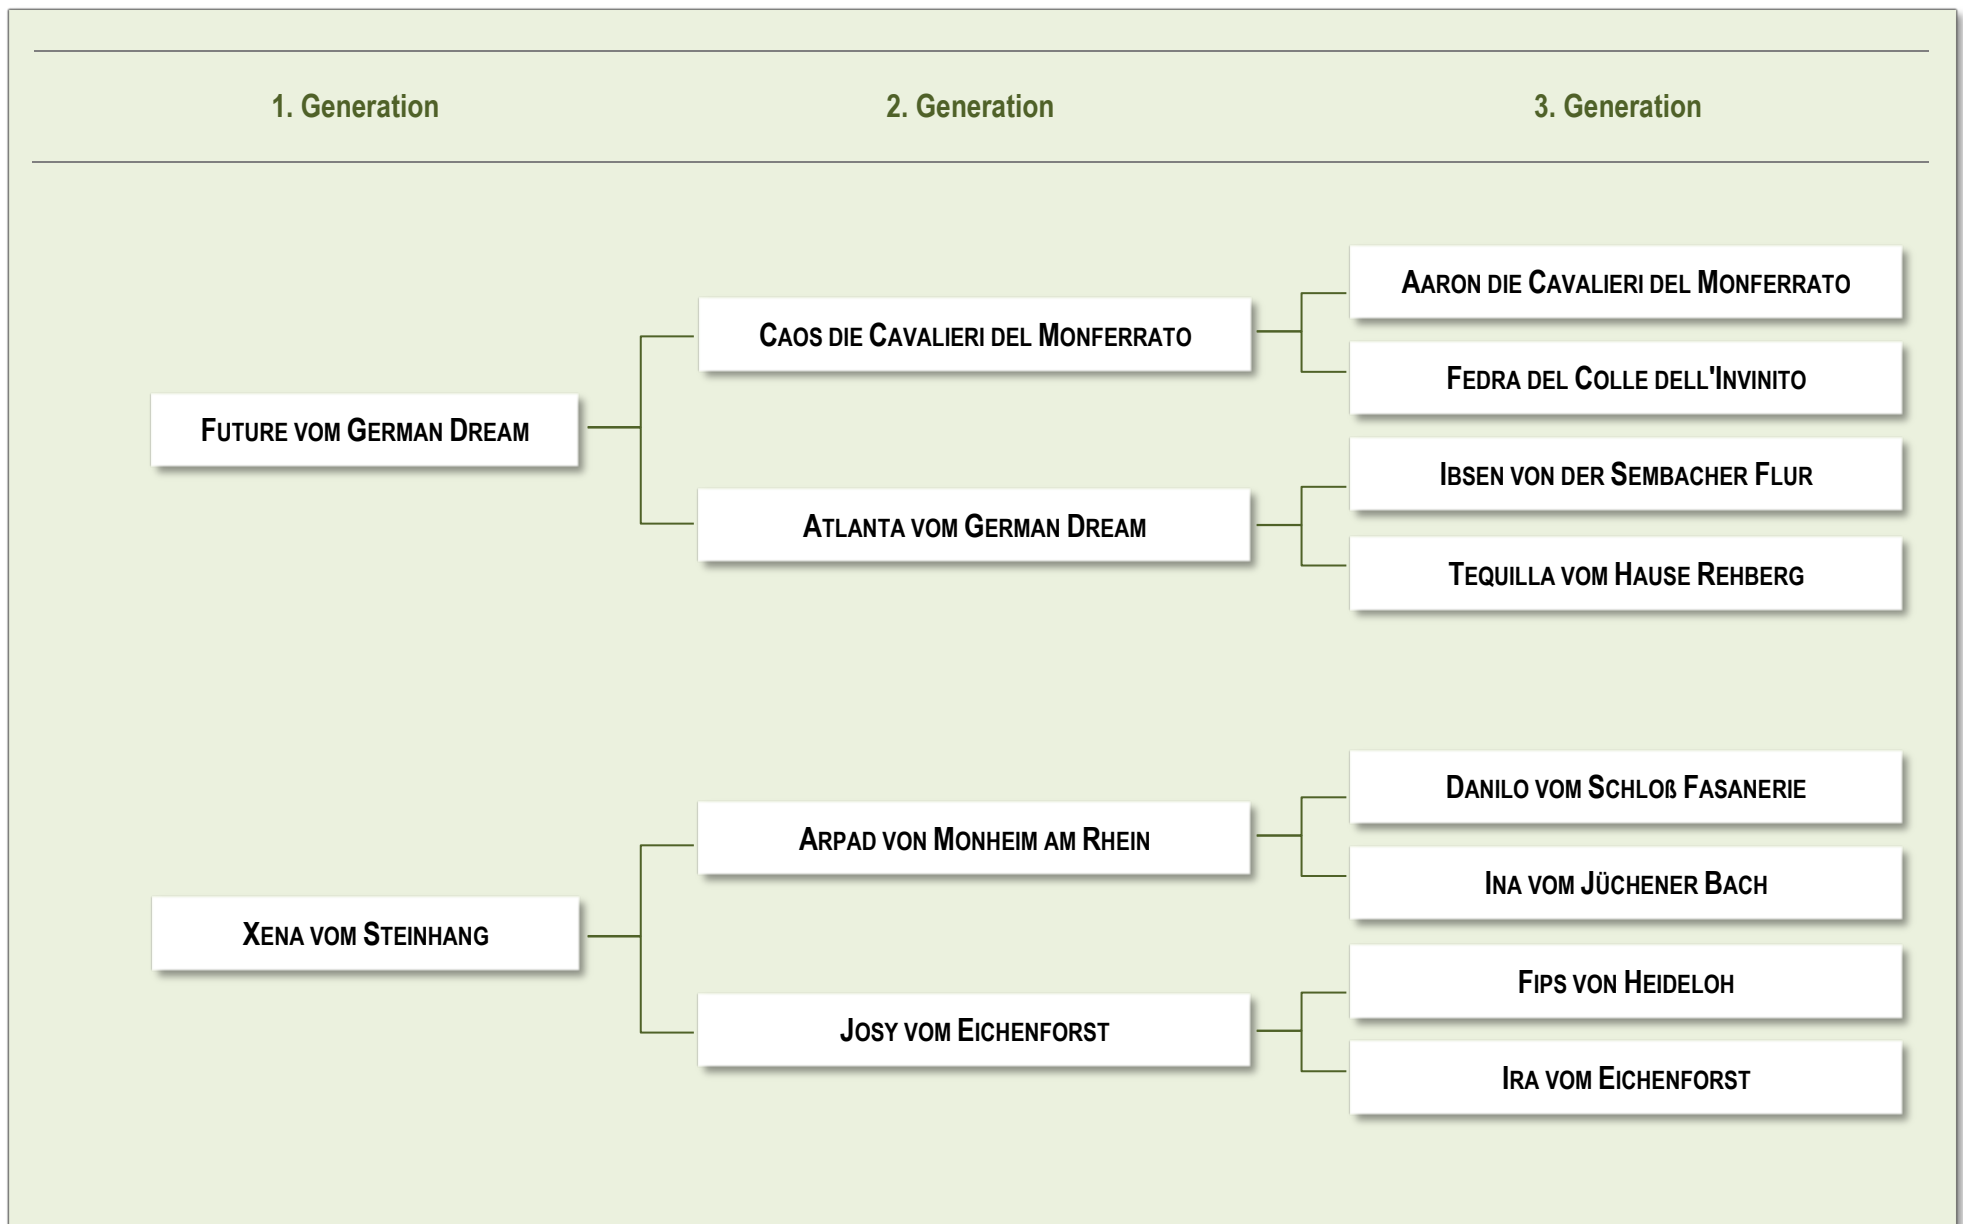 1. Generation 2. Generation 3. Generation
AARON DIE CAVALIERI DEL MONFERRATO
CAOS DIE CAVALIERI DEL MONFERRATO
FEDRA DEL COLLE DELL'INVINITO
FUTURE VOM GERMAN DREAM
IBSEN VON DER SEMBACHER FLUR
ATLANTA VOM GERMAN DREAM
TEQUILLA VOM HAUSE REHBERG
DANILO VOM SCHLOß FASANERIE
ARPAD VON MONHEIM AM RHEIN
INA VOM JÜCHENER BACH
XENA VOM STEINHANG
FIPS VON HEIDELOH
JOSY VOM EICHENFORST
IRA VOM EICHENFORST